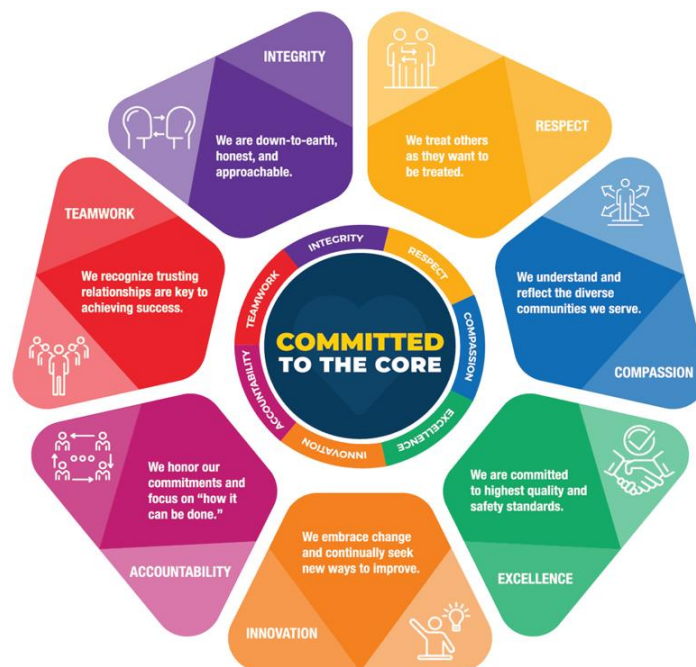 INTEGRITY
We are down-to-earth,
honest, and
approachable.
RESPECT
We treat others
as they want to
be treated.
TEAMWORK
We recognize trusting
relationships are key to
achieving success.
We understand and
reflect the diverse
communities we serve.
COMPASSION
INTEGRITY
RESPECT
COMPASSION
EXCELLENCE
INNOVATION
ACCOUNTABILITY
TEAMWORK
COMMITTED
TO THE CORE
We honor our
commitments and
focus on “how it
can be done.”
ACCOUNTABILITY
We are committed
to highest quality and
safety standards.
EXCELLENCE
We embrace change
and continually seek
new ways to improve.
INNOVATION